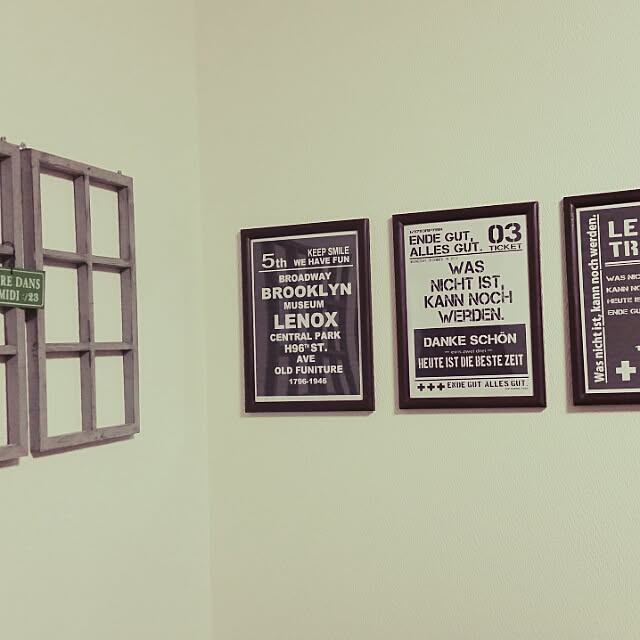 RE DANS
MIDI :/23
5th KEEP SMILE
WE HAVE FUN
BROADWAY
BROOKLYN
MUSEUM
LENOX
CENTRAL PARK
H96th ST.
AVE
OLD FUNITURE
1796-1946
ENDE GUT,
ALLES GUT.
03
TICKET
WAS
NICHT IST,
KANN NOCH
WERDEN.
DANKE SCHÖN
HEUTE IST DIE BESTE ZEIT
+++ ENDE GUT ALLES GUT.
Was nicht ist, kann noch werden.
LE
TR
WAS NIC
KANN NO
HEUTE I
ENDE GU